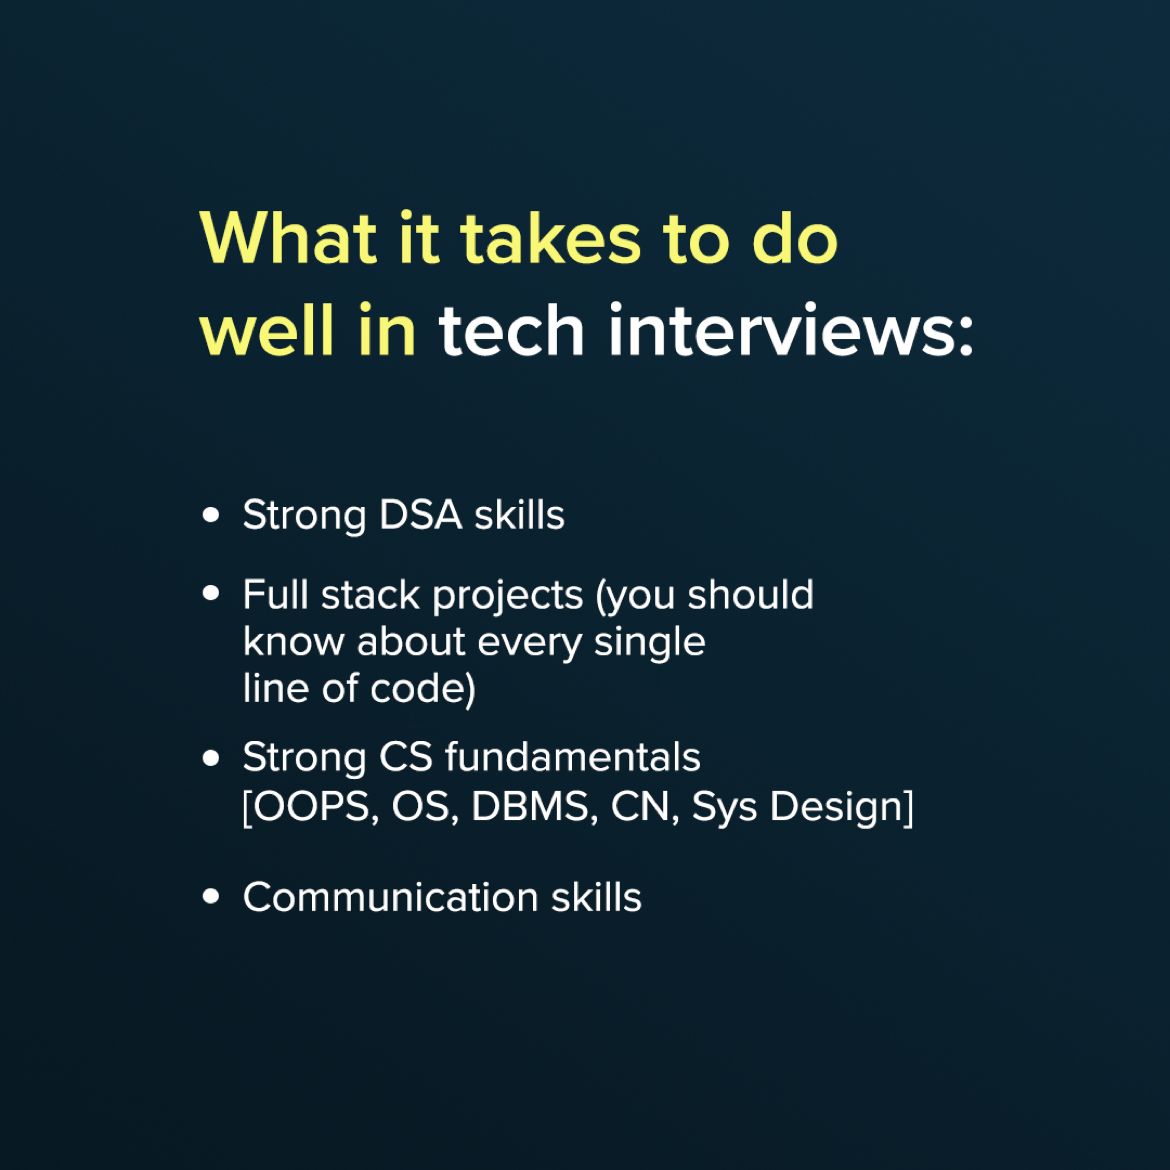 What it takes to do
well in tech interviews:
• Strong DSA skills
• Full stack projects (you should
know about every single
line of code)
• Strong CS fundamentals
[OOPS, OS, DBMS, CN, Sys Design]
• Communication skills